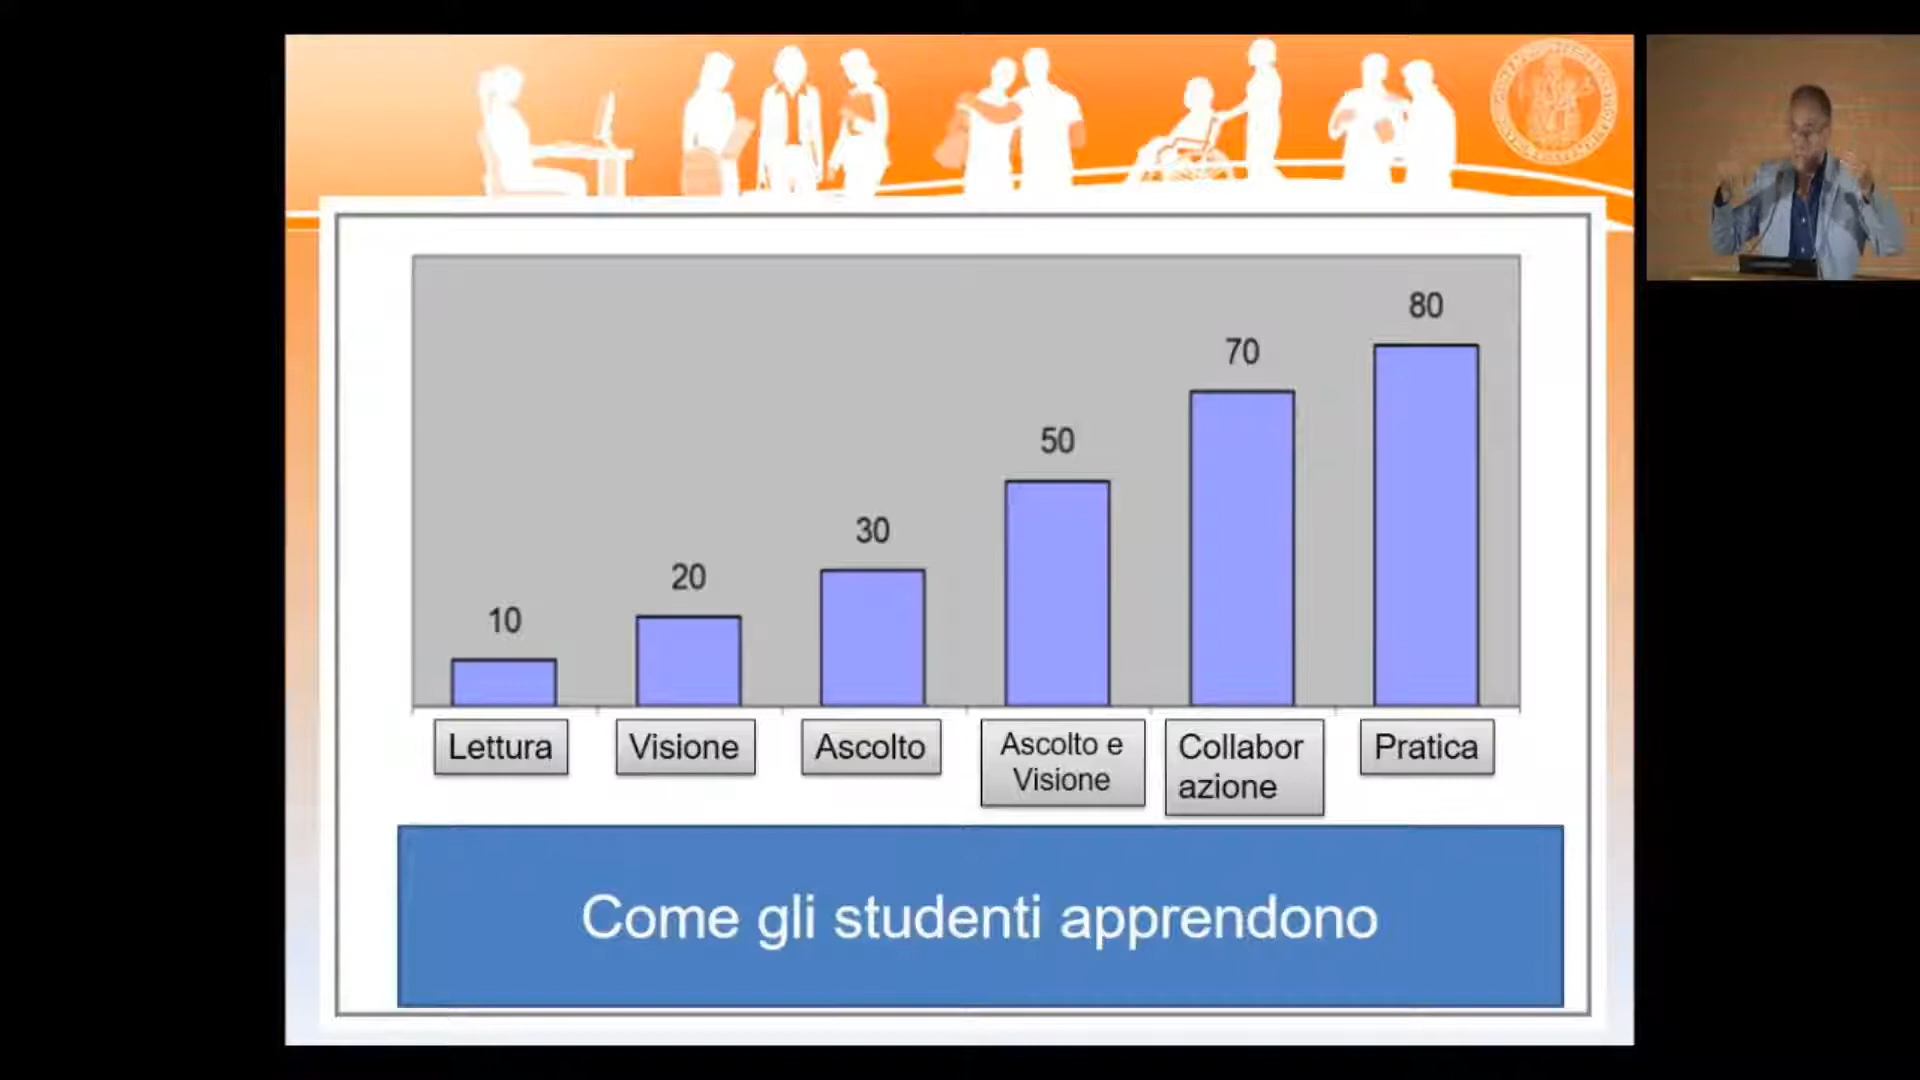 10
20
30
50
70
80
Lettura
Visione
Ascolto
Ascolto e
Visione
Collabor
azione
Pratica
Come gli studenti apprendono